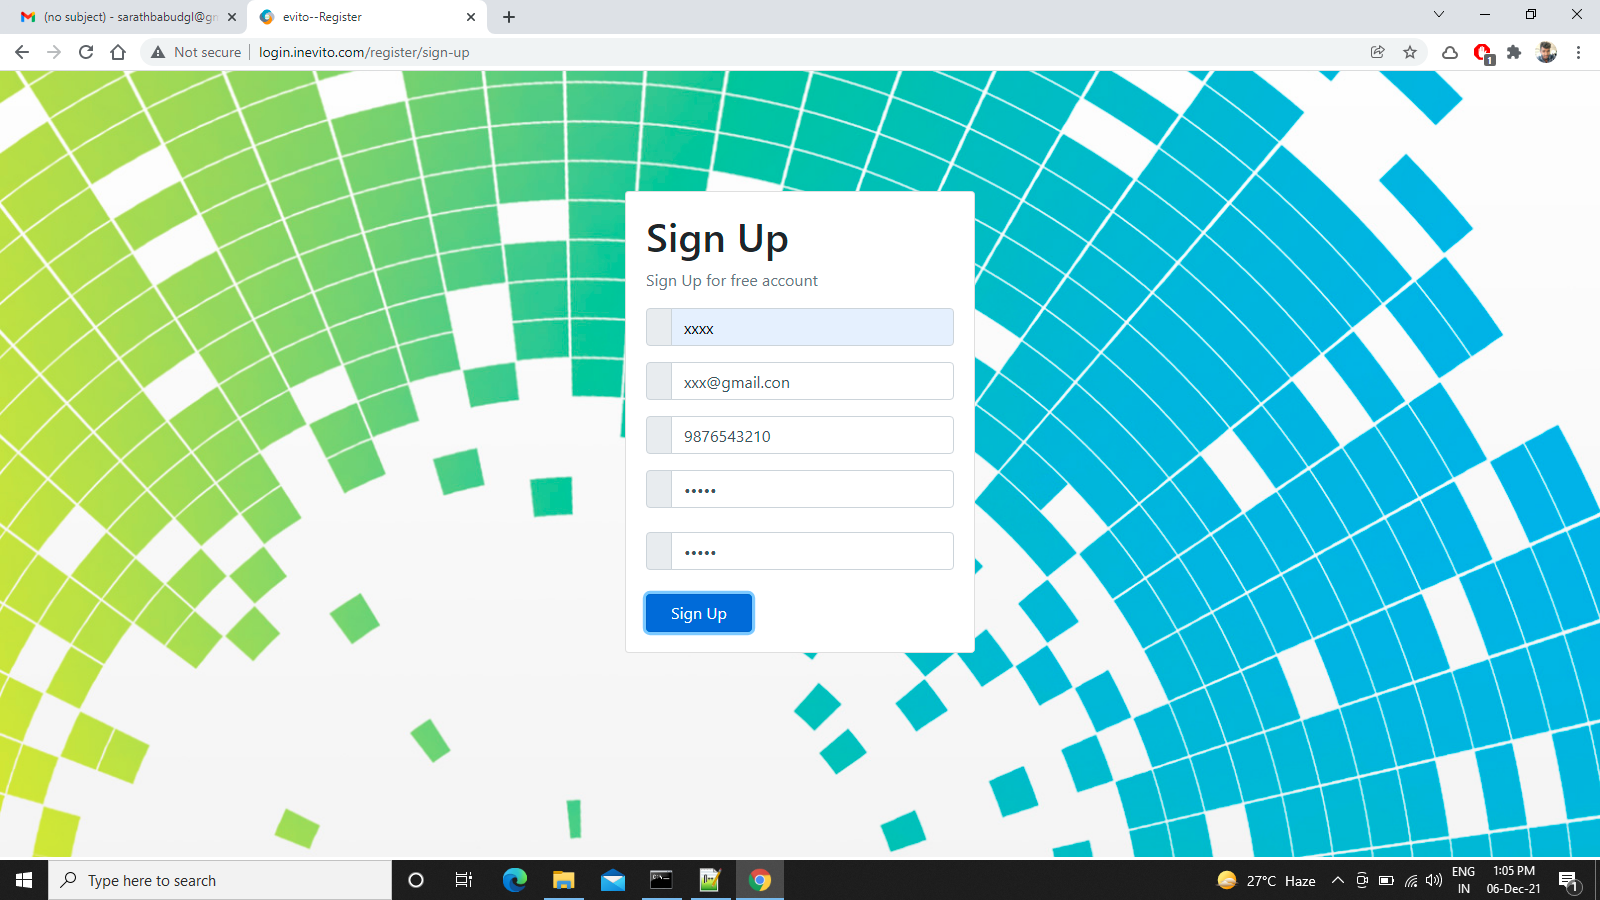 (no subject) - sarathbabudgl@gm
evito--Register
Not secure
login.inevito.com/register/sign-up
1
Sign Up
Sign Up for free account
xxxx
xxx@gmail.con
9876543210
•••••
•••••
Sign Up
Type here to search
27°C Haze
ENG
IN
1:05 PM
06-Dec-21
1